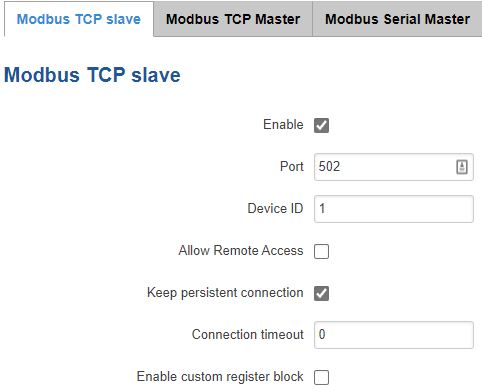 Modbus TCP slave Modbus TCP Master Modbus Serial Master
Modbus TCP slave
Enable
Port 502
Device ID 1
Allow Remote Access
Keep persistent connection
Connection timeout 0
Enable custom register block